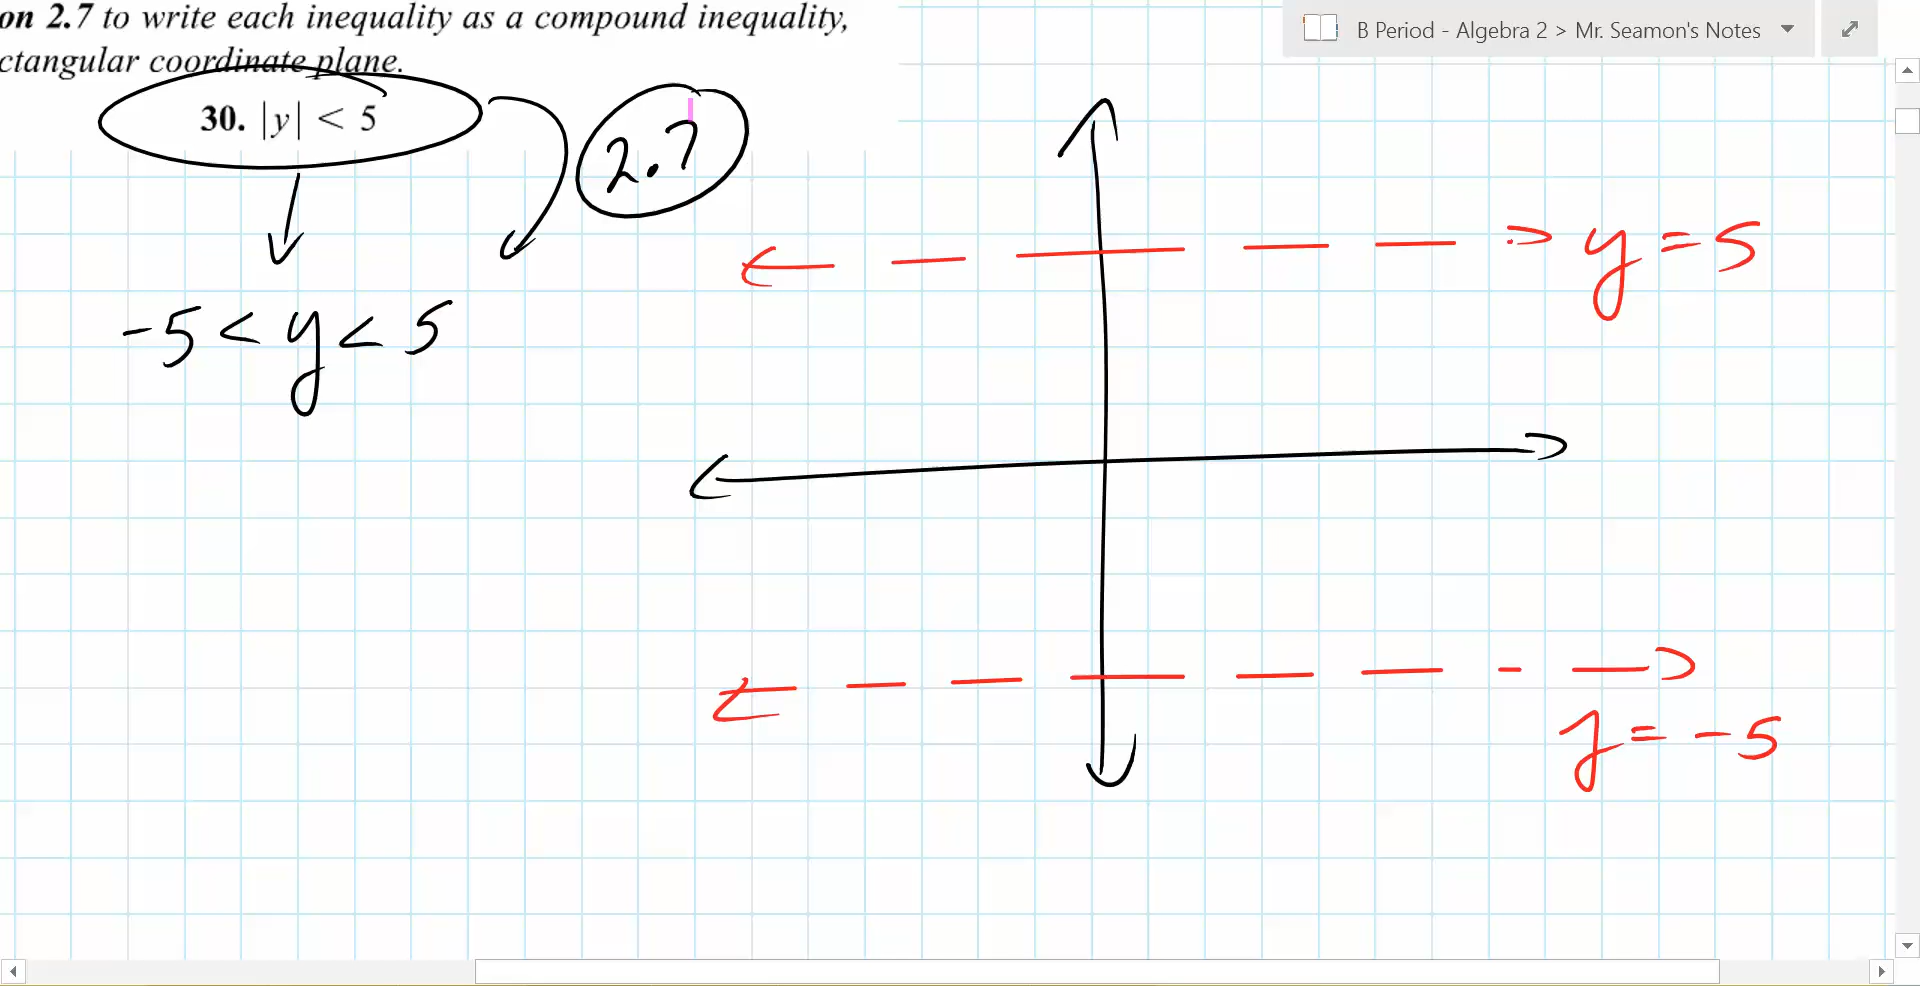 on 2.7 to write each inequality as a compound inequality,
ctangular coordinate plane.
B Period - Algebra 2 > Mr. Seamon's Notes
30. |y| < 5
2.7
-5 < y < 5
y = 5
y = -5